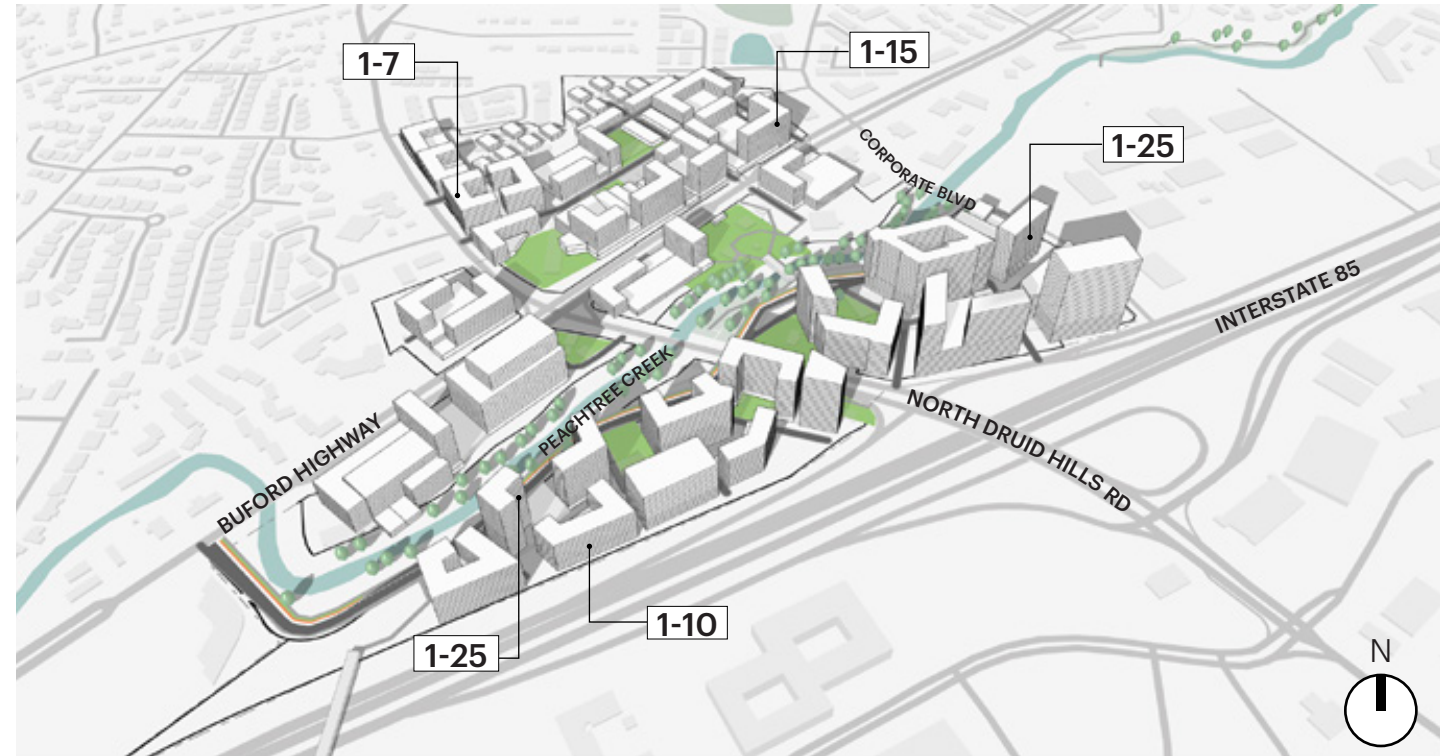 1-15
1-7
CORPORATE BLVD
1-25
INTERSTATE 85
PEACHTREE CREEK
NORTH DRUID HILLS RD
BUFORD HIGHWAY
1-10
1-25
N